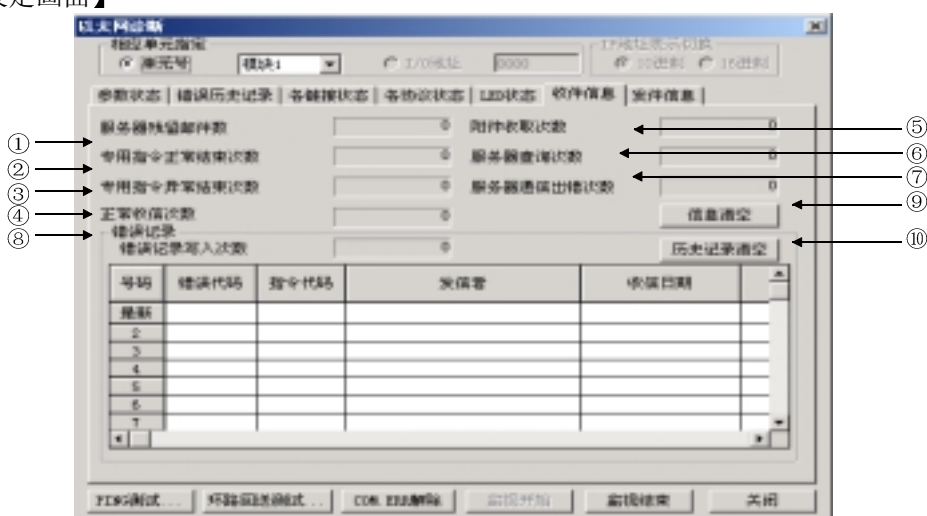 设定画面】
以太网诊断
相应单元指定
单元号 模块1 I/O地址 0000
IP地址表示切换
10进制 16进制
参数状态 错误历史记录 各链接状态 各协议状态 LED状态 收件信息 发件信息
服务器残留邮件数 0 附件收取次数 0 ⑤
① 专用指令正常结束次数 0 服务器查询次数 0 ⑥
② ⑦
③ 专用指令异常结束次数 0 服务器通信出错次数 0
④ 正常收信次数 0 信息清空 ⑨
⑧ 错误记录
错误记录写入次数 0 历史记录清空 ⑩
号码 错误代码 指令代码 发信者 收信日期
最新
2
3
4
5
6
7
PING测试... 环路回送测试... COM. ERR解除 监视开始 监视结束 关闭